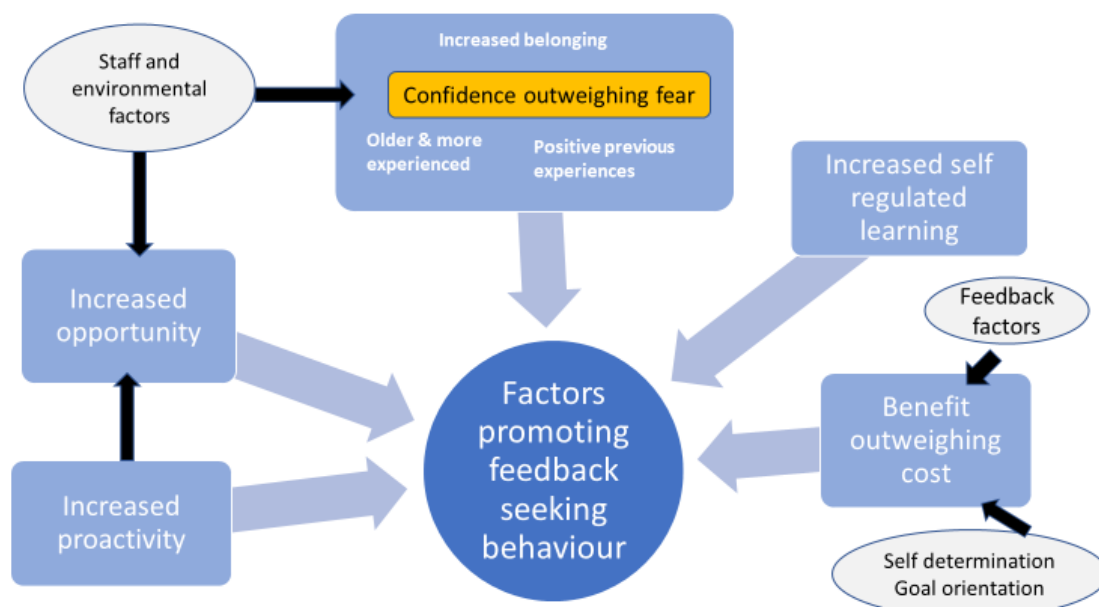 Increased belonging
Staff and
environmental
factors
Confidence outweighing fear
Older & more
experienced
Positive previous
experiences
Increased self
regulated
learning
Increased
opportunity
Feedback
factors
Factors
promoting
feedback
seeking
behaviour
Benefit
outweighing
cost
Increased
proactivity
Self determination
Goal orientation